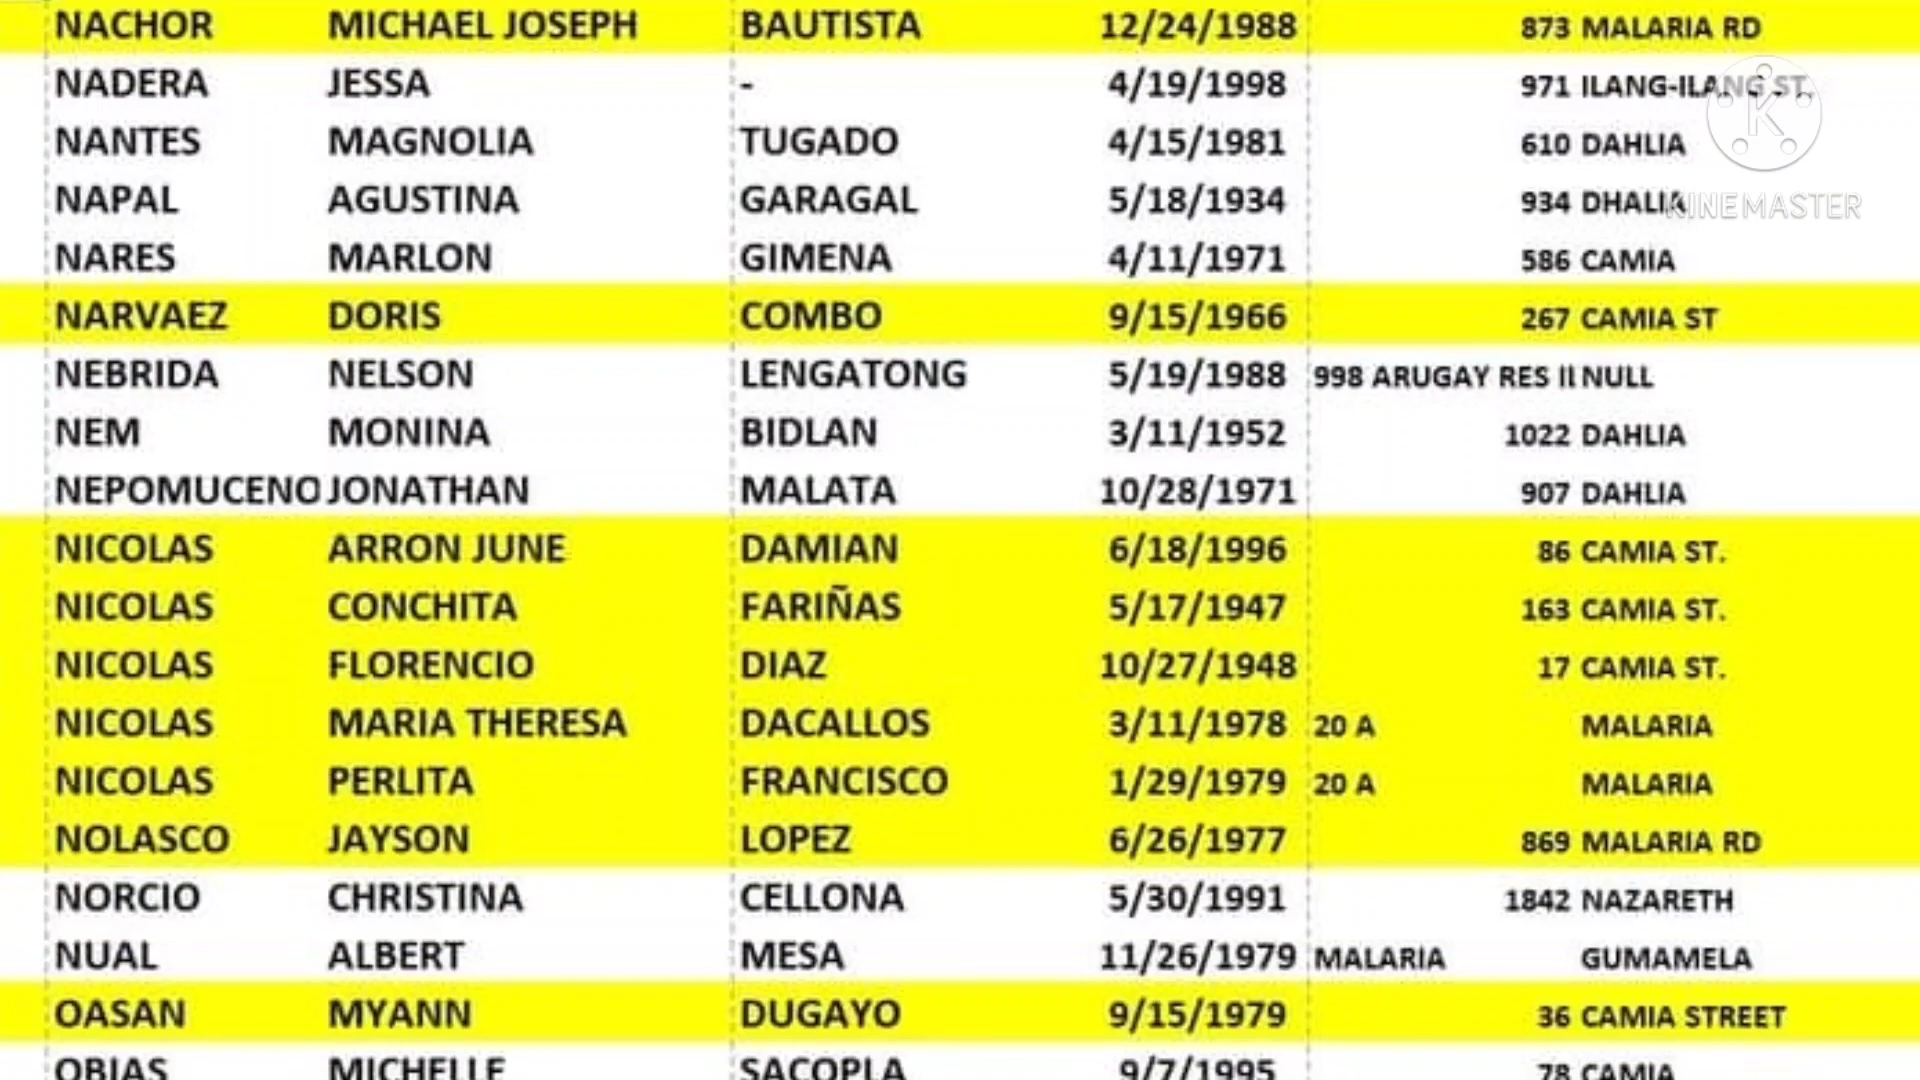 NACHOR MICHAEL JOSEPH BAUTISTA 12/24/1988 873 MALARIA RD
NADERA JESSA - 4/19/1998 971 ILANG-ILANG ST.
NANTES MAGNOLIA TUGADO 4/15/1981 610 DAHLIA
NAPAL AGUSTINA GARAGAL 5/18/1934 934 DHALIA
KINEMASTER
NARES MARLON GIMENA 4/11/1971 586 CAMIA
NARVAEZ DORIS COMBO 9/15/1966 267 CAMIA ST
NEBRIDA NELSON LENGATONG 5/19/1988 998 ARUGAY RES II NULL
NEM MONINA BIDLAN 3/11/1952 1022 DAHLIA
NEPOMUCENO JONATHAN MALATA 10/28/1971 907 DAHLIA
NICOLAS ARRON JUNE DAMIAN 6/18/1996 86 CAMIA ST.
NICOLAS CONCHITA FARIÑAS 5/17/1947 163 CAMIA ST.
NICOLAS FLORENCIO DIAZ 10/27/1948 17 CAMIA ST.
NICOLAS MARIA THERESA DACALLOS 3/11/1978 20 A MALARIA
NICOLAS PERLITA FRANCISCO 1/29/1979 20 A MALARIA
NOLASCO JAYSON LOPEZ 6/26/1977 869 MALARIA RD
NORCIO CHRISTINA CELLONA 5/30/1991 1842 NAZARETH
NUAL ALBERT MESA 11/26/1979 MALARIA GUMAMELA
OASAN MYANN DUGAYO 9/15/1979 36 CAMIA STREET
OBIAS MICHELLE SACOPLA 9/7/1995 78 CAMIA